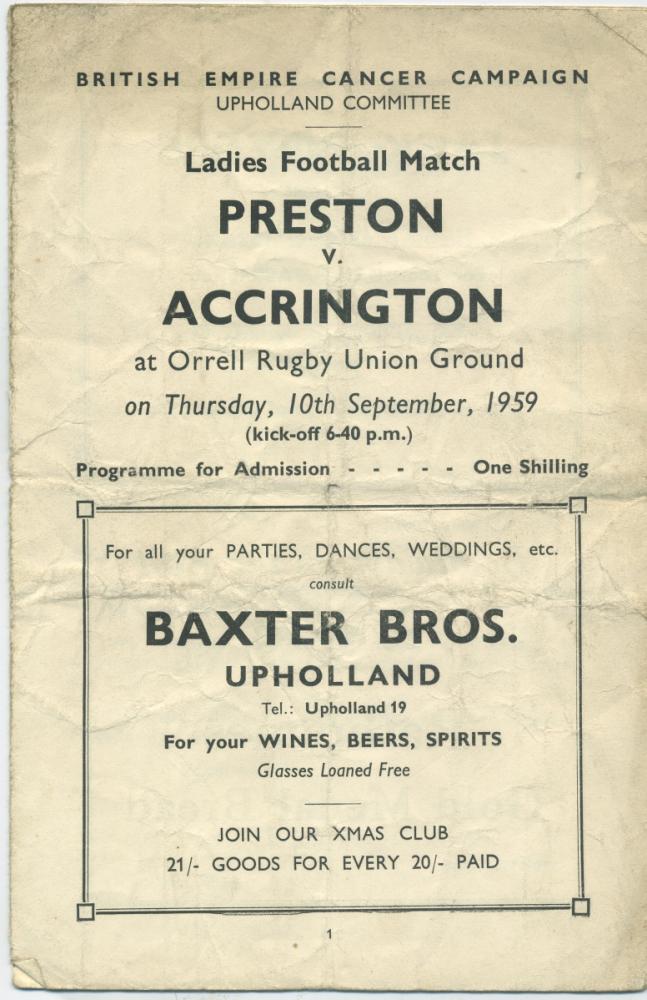 BRITISH EMPIRE CANCER CAMPAIGN
UPHOLLAND COMMITTEE
Ladies Football Match
PRESTON
V.
ACCRINGTON
at Orrell Rugby Union Ground
on Thursday, 10th September, 1959
(kick-off 6-40 p.m.)
Programme for Admission - - - - - One Shilling
For all your PARTIES, DANCES, WEDDINGS, etc.
consult
BAXTER BROS.
UPHOLLAND
Tel.: Upholland 19
For your WINES, BEERS, SPIRITS
Glasses Loaned Free
JOIN OUR XMAS CLUB
21/- GOODS FOR EVERY 20/- PAID
1